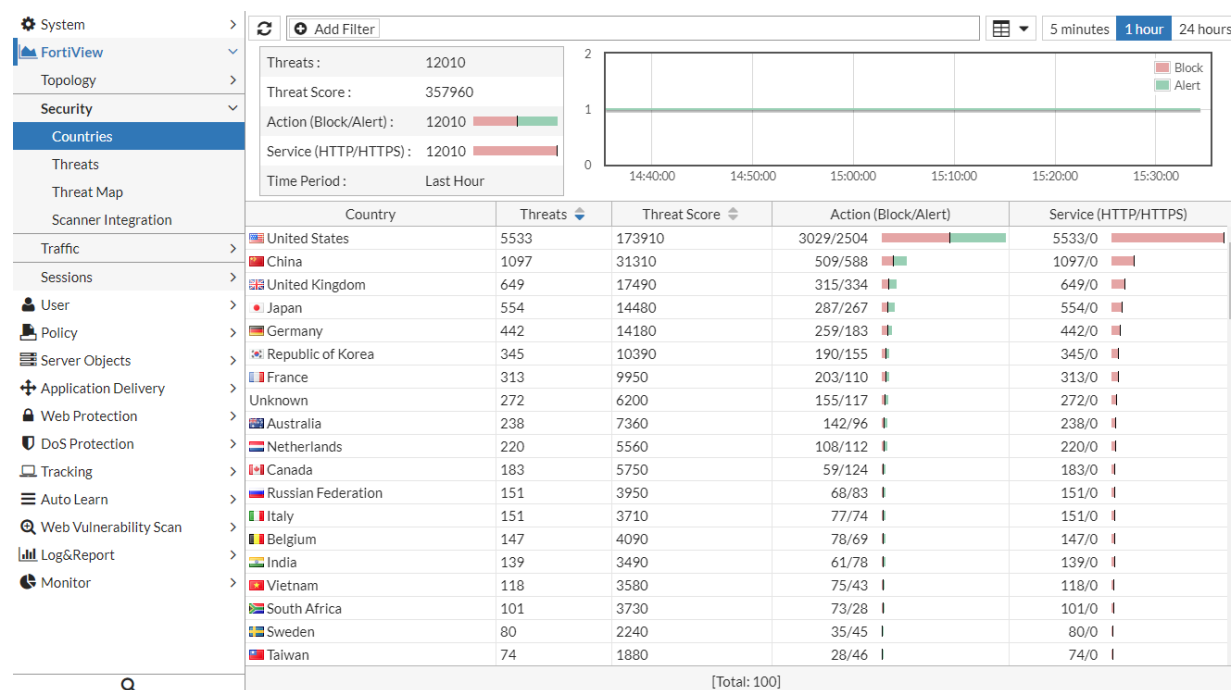 System
FortiView
Topology
Security
Countries
Threats
Threat Map
Scanner Integration
Traffic
Sessions
User
Policy
Server Objects
Application Delivery
Web Protection
DoS Protection
Tracking
Auto Learn
Web Vulnerability Scan
Log&Report
Monitor
Add Filter
5 minutes 1 hour 24 hours
Threats : 12010
Threat Score : 357960
Action (Block/Alert) : 12010
Service (HTTP/HTTPS) : 12010
Time Period : Last Hour
2
1
0
Block
Alert
14:40:00 14:50:00 15:00:00 15:10:00 15:20:00 15:30:00
Country Threats Threat Score Action (Block/Alert) Service (HTTP/HTTPS)
United States 5533 173910 3029/2504 5533/0
China 1097 31310 509/588 1097/0
United Kingdom 649 17490 315/334 649/0
Japan 554 14480 287/267 554/0
Germany 442 14180 259/183 442/0
Republic of Korea 345 10390 190/155 345/0
France 313 9950 203/110 313/0
Unknown 272 6200 155/117 272/0
Australia 238 7360 142/96 238/0
Netherlands 220 5560 108/112 220/0
Canada 183 5750 59/124 183/0
Russian Federation 151 3950 68/83 151/0
Italy 151 3710 77/74 151/0
Belgium 147 4090 78/69 147/0
India 139 3490 61/78 139/0
Vietnam 118 3580 75/43 118/0
South Africa 101 3730 73/28 101/0
Sweden 80 2240 35/45 80/0
Taiwan 74 1880 28/46 74/0
[Total: 100]